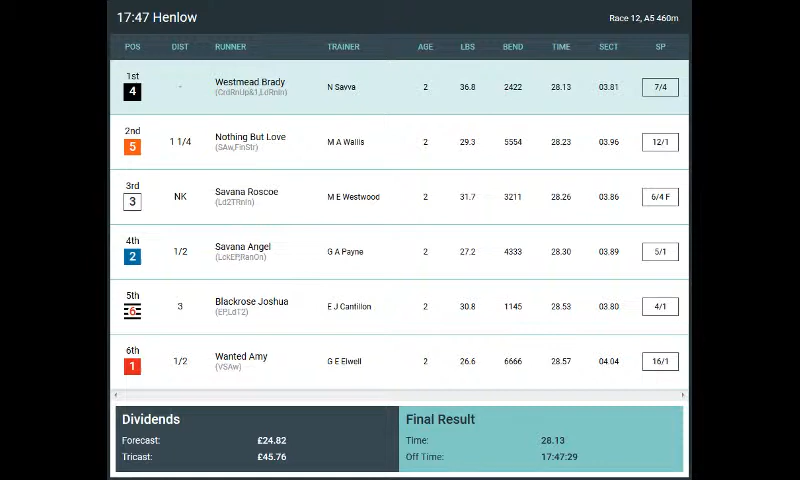 17:47 Henlow Race 12, A5 460m
POS DIST RUNNER TRAINER AGE LBS BEND TIME SECT SP
1st
4 - Westmead Brady N Savva 2 36.8 2422 28.13 03.81 7/4
(CrdRnUp&1,LdRnIn)
2nd
5 1 1/4 Nothing But Love M A Wallis 2 29.3 5554 28.23 03.96 12/1
(SAw,FinStr)
3rd
3 NK Savana Roscoe M E Westwood 2 31.7 3211 28.26 03.86 6/4 F
(Ld2TRnIn)
4th
2 1/2 Savana Angel G A Payne 2 27.2 4333 28.30 03.89 5/1
(LckEP,RanOn)
5th
6 3 Blackrose Joshua E J Cantillon 2 30.8 1145 28.53 03.80 4/1
(EP,LdT2)
6th
1 1/2 Wanted Amy G E Elwell 2 26.6 6666 28.57 04.04 16/1
(VSAw)
Dividends
Forecast: £24.82
Tricast: £45.76
Final Result
Time: 28.13
Off Time: 17:47:29